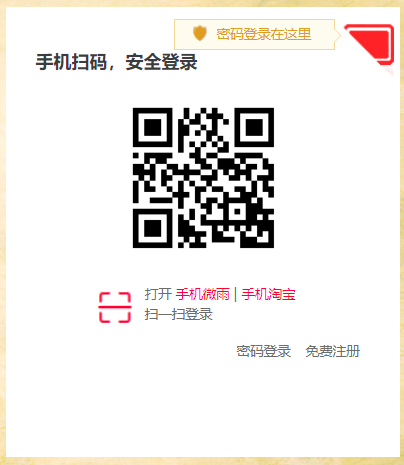 密码登录在这里
手机扫码，安全登录
打开 手机微雨 | 手机淘宝
扫一扫登录
密码登录 免费注册